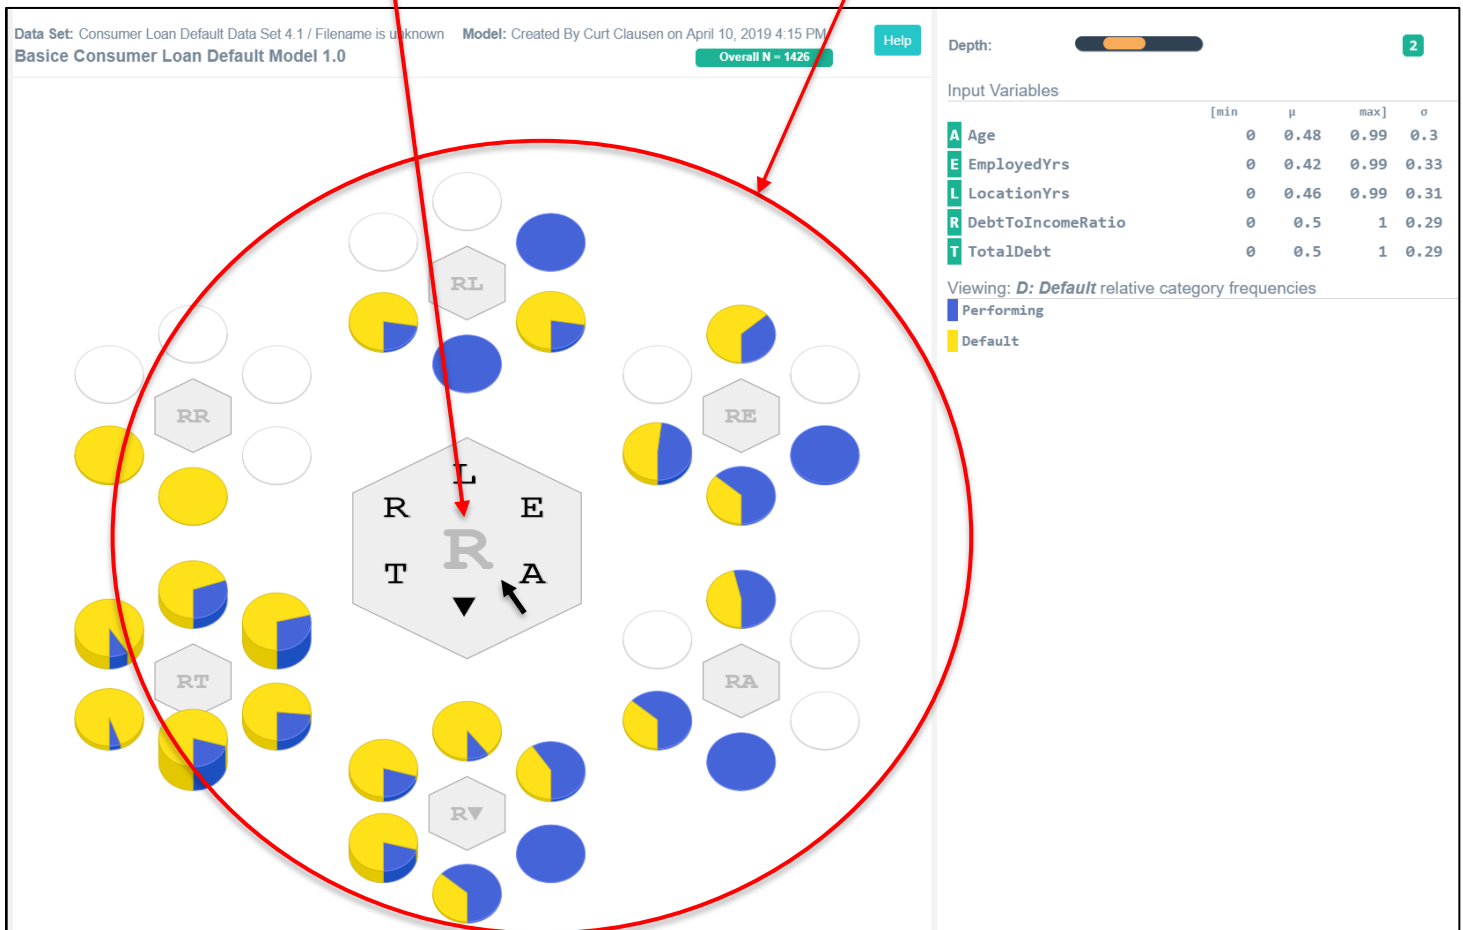 Data Set: Consumer Loan Default Data Set 4.1 / Filename is unknown Model: Created By Curt Clausen on April 10, 2019 4:15 PM
Basice Consumer Loan Default Model 1.0
Overall N = 1426
Help
Depth:
2
Input Variables
[min μ max] σ
A Age 0 0.48 0.99 0.3
E EmployedYrs 0 0.42 0.99 0.33
L LocationYrs 0 0.46 0.99 0.31
R DebtToIncomeRatio 0 0.5 1 0.29
T TotalDebt 0 0.5 1 0.29
Viewing: D: Default relative category frequencies
Performing
Default
RL
RR
RE
L
R E
R
T A
▼
RT
RA
R▼